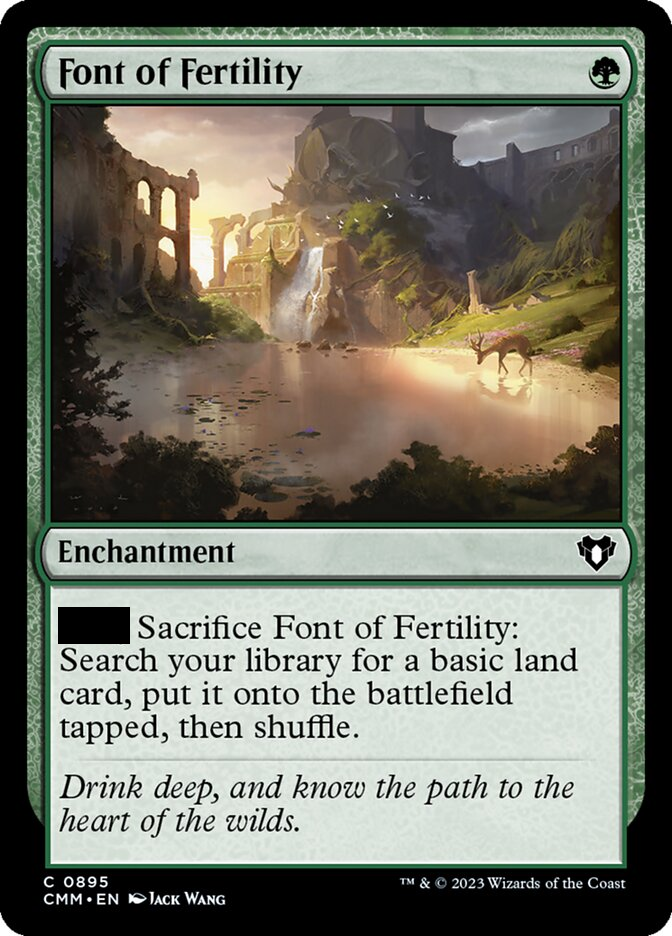 Font of Fertility
Enchantment
Sacrifice Font of Fertility:
Search your library for a basic land
card, put it onto the battlefield
tapped, then shuffle.
Drink deep, and know the path to the
heart of the wilds.
C 0895
™ & © 2023 Wizards of the Coast
CMM • EN Jack Wang